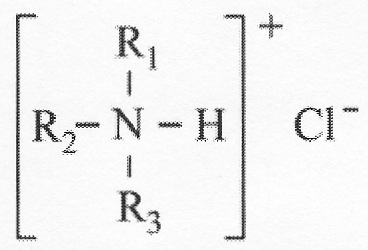 R₁ +
R₂ – N – H Cl⁻
R₃